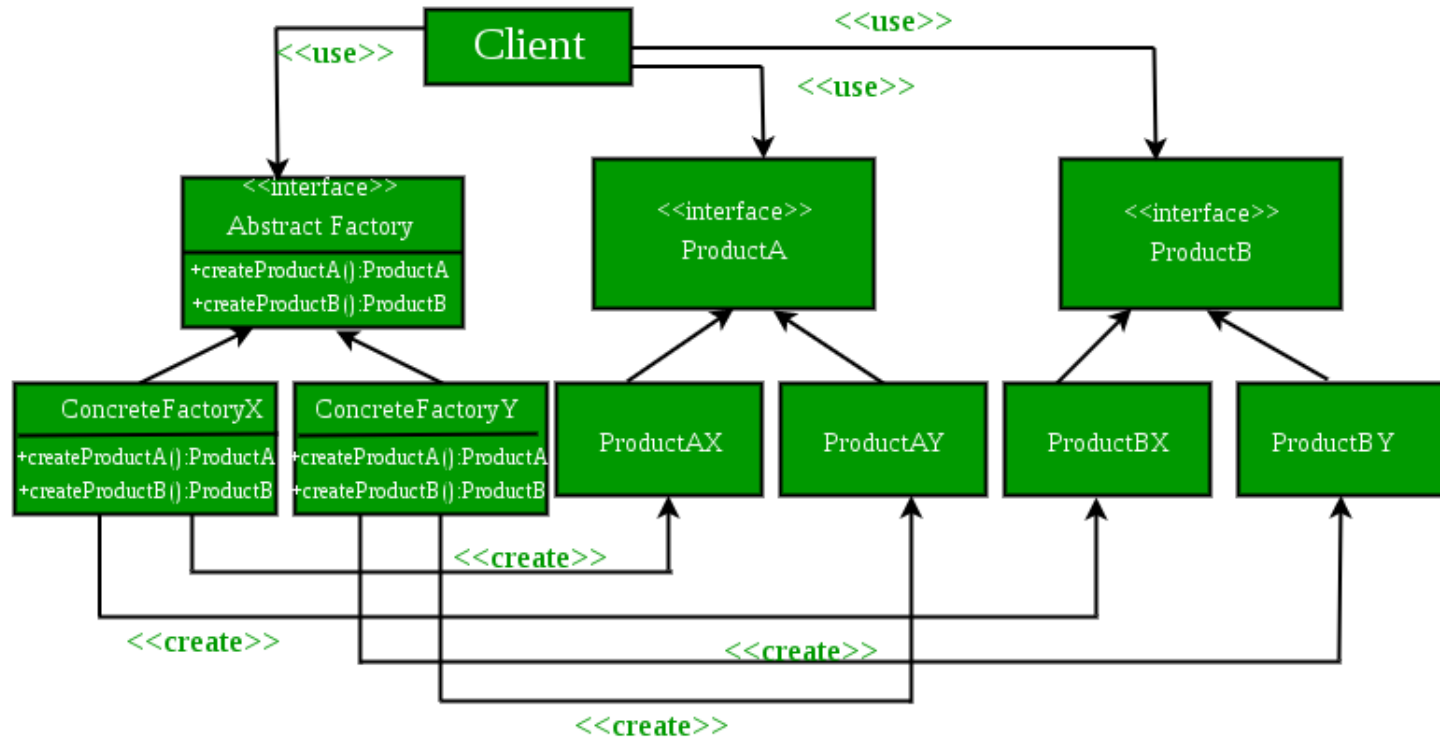 Client
<<use>>
<<use>>
<<use>>
<<interface>>
Abstract Factory
+createProductA():ProductA
+createProductB():ProductB
<<interface>>
ProductA
<<interface>>
ProductB
ConcreteFactoryX
+createProductA():ProductA
+createProductB():ProductB
ConcreteFactoryY
+createProductA():ProductA
+createProductB():ProductB
ProductAX
ProductAY
ProductBX
ProductBY
<<create>>
<<create>>
<<create>>
<<create>>